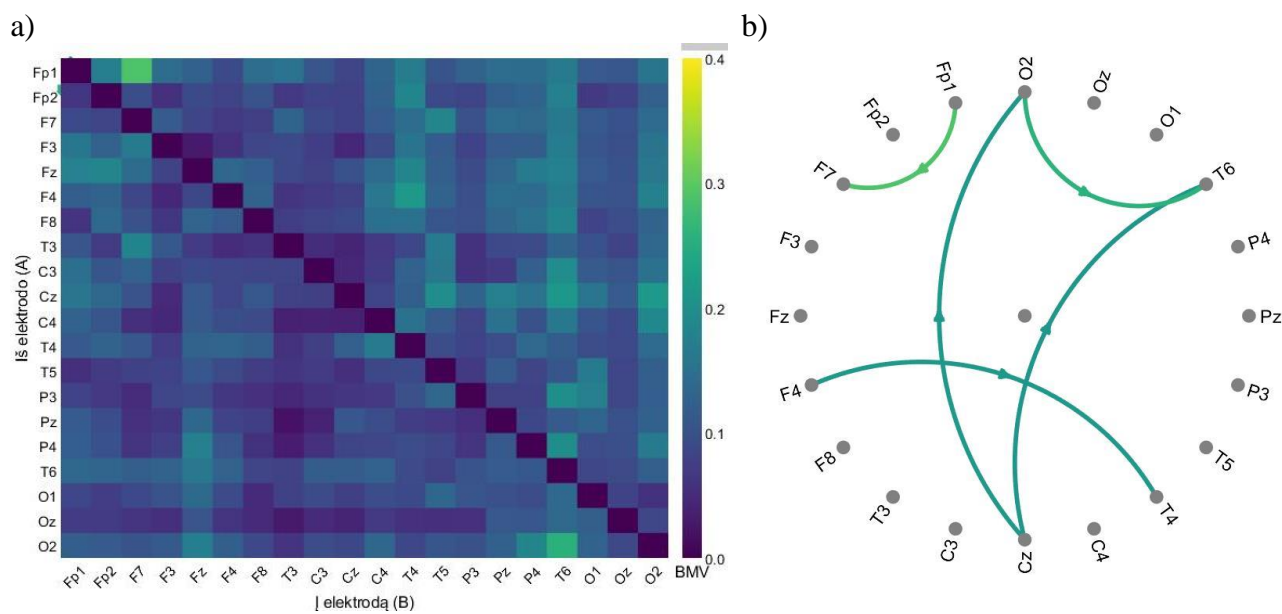 a)
Iš elektrodo (A)
Fp1
Fp2
F7
F3
Fz
F4
F8
T3
C3
Cz
C4
T4
T5
P3
Pz
P4
T6
O1
Oz
O2
Fp1 Fp2 F7 F3 Fz F4 F8 T3 C3 Cz C4 T4 T5 P3 Pz P4 T6 O1 Oz O2
Į elektrodą (B)
0.4
0.3
0.2
0.1
0.0
BMV
b)
O2
Oz
O1
T6
P4
Pz
P3
T5
T4
C4
Cz
C3
T3
F8
F4
Fz
F3
F7
Fp2
Fp1